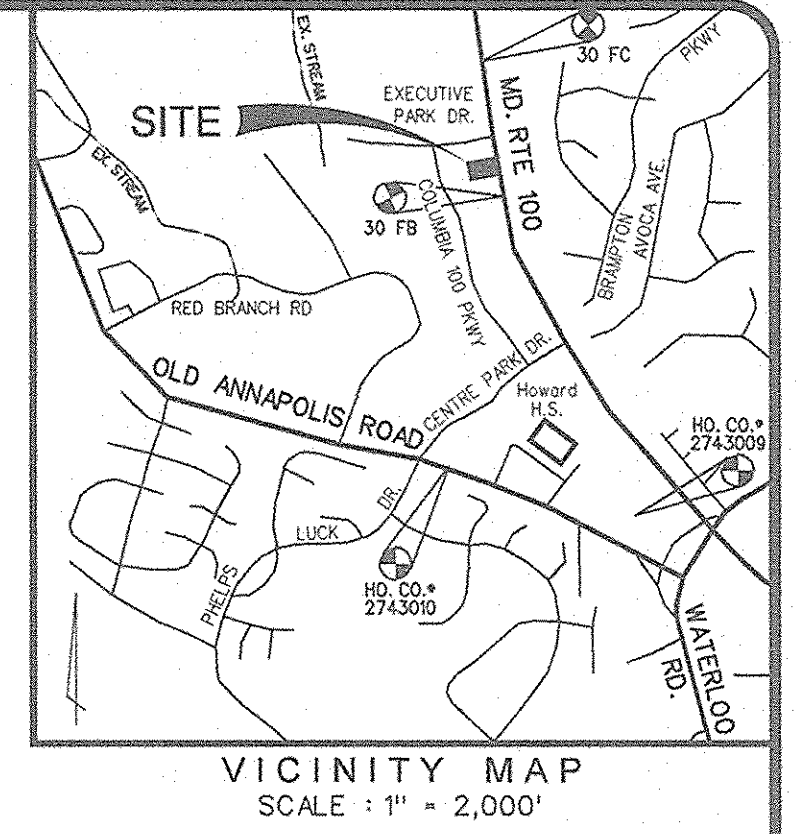 30 FC
PKWY
EX. STREAM
EXECUTIVE
PARK DR.
SITE
MD. RTE 100
EX. STREAM
30 FB
COLUMBIA 100 PKWY
BRAMPTON
AVOCA AVE.
RED BRANCH RD
OLD ANNAPOLIS ROAD
CENTRE PARK DR.
Howard
H.S.
HO. CO.#
2743009
DR.
LUCK
PHELPS
HO. CO.#
2743010
WATERLOO
RD.
VICINITY MAP
SCALE : 1" = 2,000'